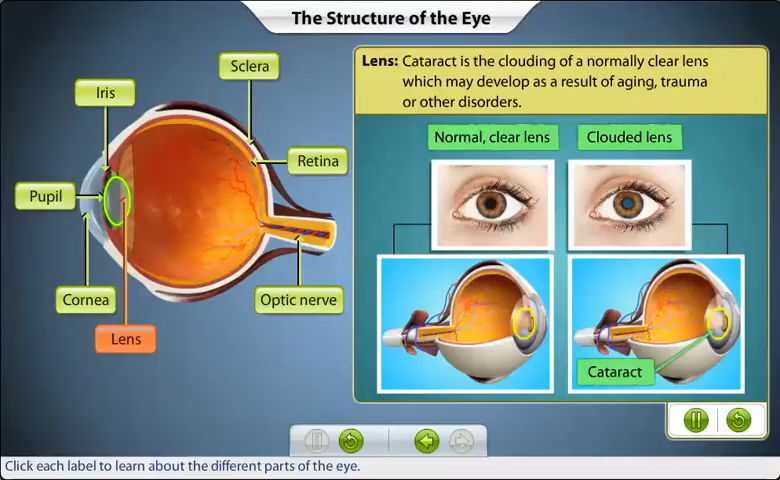 The Structure of the Eye
Sclera
Iris
Retina
Pupil
Cornea
Optic nerve
Lens
Lens: Cataract is the clouding of a normally clear lens
which may develop as a result of aging, trauma
or other disorders.
Normal, clear lens
Clouded lens
Cataract
Click each label to learn about the different parts of the eye.